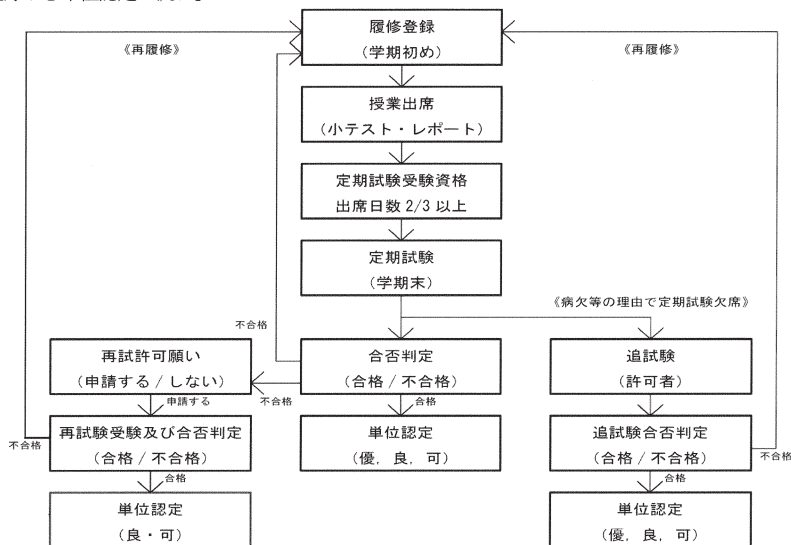 履修登録
(学期初め)
《再履修》
《再履修》
授業出席
(小テスト・レポート)
定期試験受験資格
出席日数 2/3 以上
定期試験
(学期末)
《病欠等の理由で定期試験欠席》
不合格
再試許可願い
(申請する / しない)
合否判定
(合格 / 不合格)
追試験
(許可者)
申請する
不合格
合格
不合格
再試験受験及び合否判定
(合格 / 不合格)
単位認定
(優, 良, 可)
追試験合否判定
(合格 / 不合格)
不合格
合格
合格
単位認定
(良・可)
単位認定
(優, 良, 可)